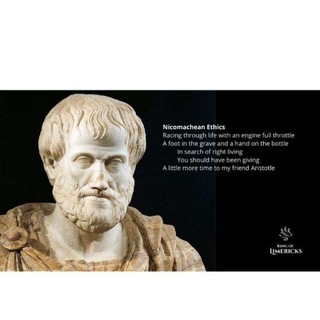 Nicomachean Ethics
Racing through life with an engine full throttle
A foot in the grave and a hand on the bottle
In search of right living
You should have been giving
A little more time to my friend Aristotle
KING OF
LIMERICKS